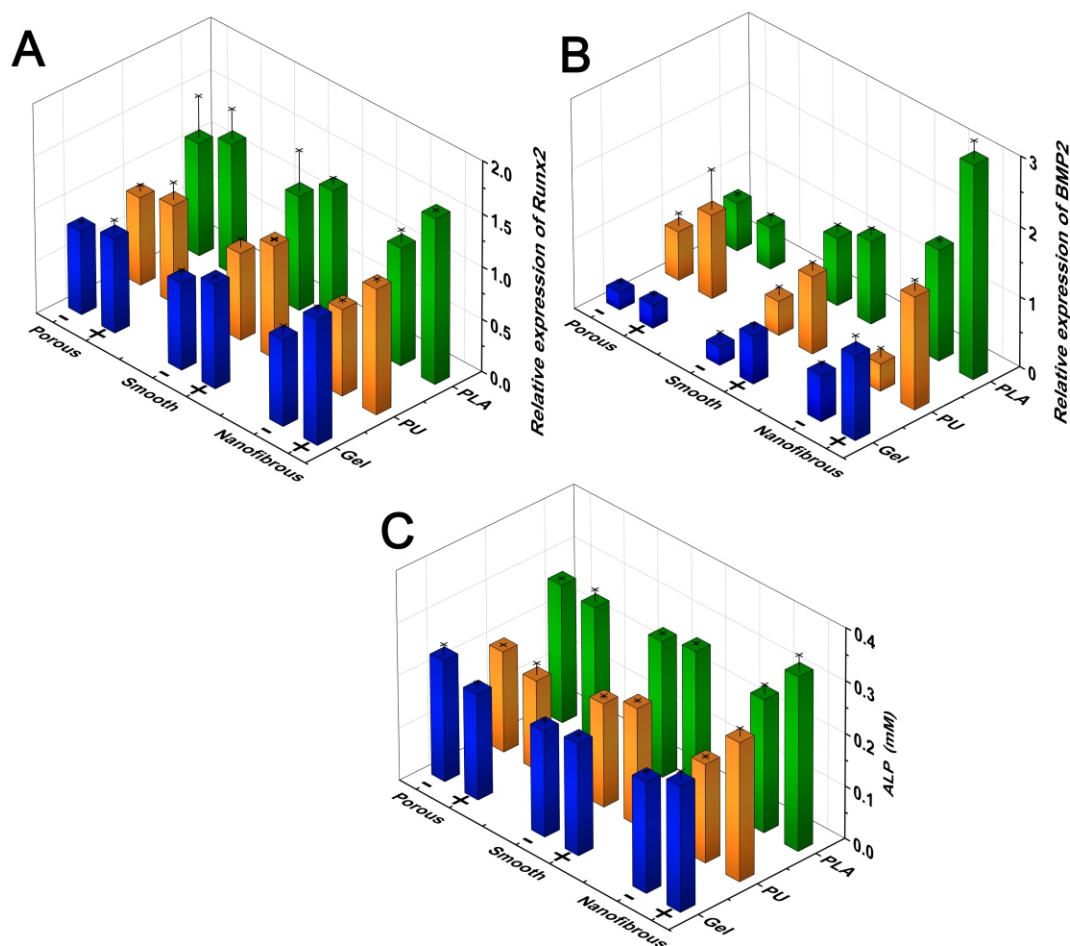 A
2.0
1.5
1.0
0.5
0.0
Relative expression of Runx2
- + - + - +
Porous
Smooth
Nanofibrous
Gel
PU
PLA
B
3
2
1
0
Relative expression of BMP2
- + - + - +
Porous
Smooth
Nanofibrous
Gel
PU
PLA
C
0.4
0.3
0.2
0.1
0.0
ALP (mM)
- + - + - +
Porous
Smooth
Nanofibrous
Gel
PU
PLA